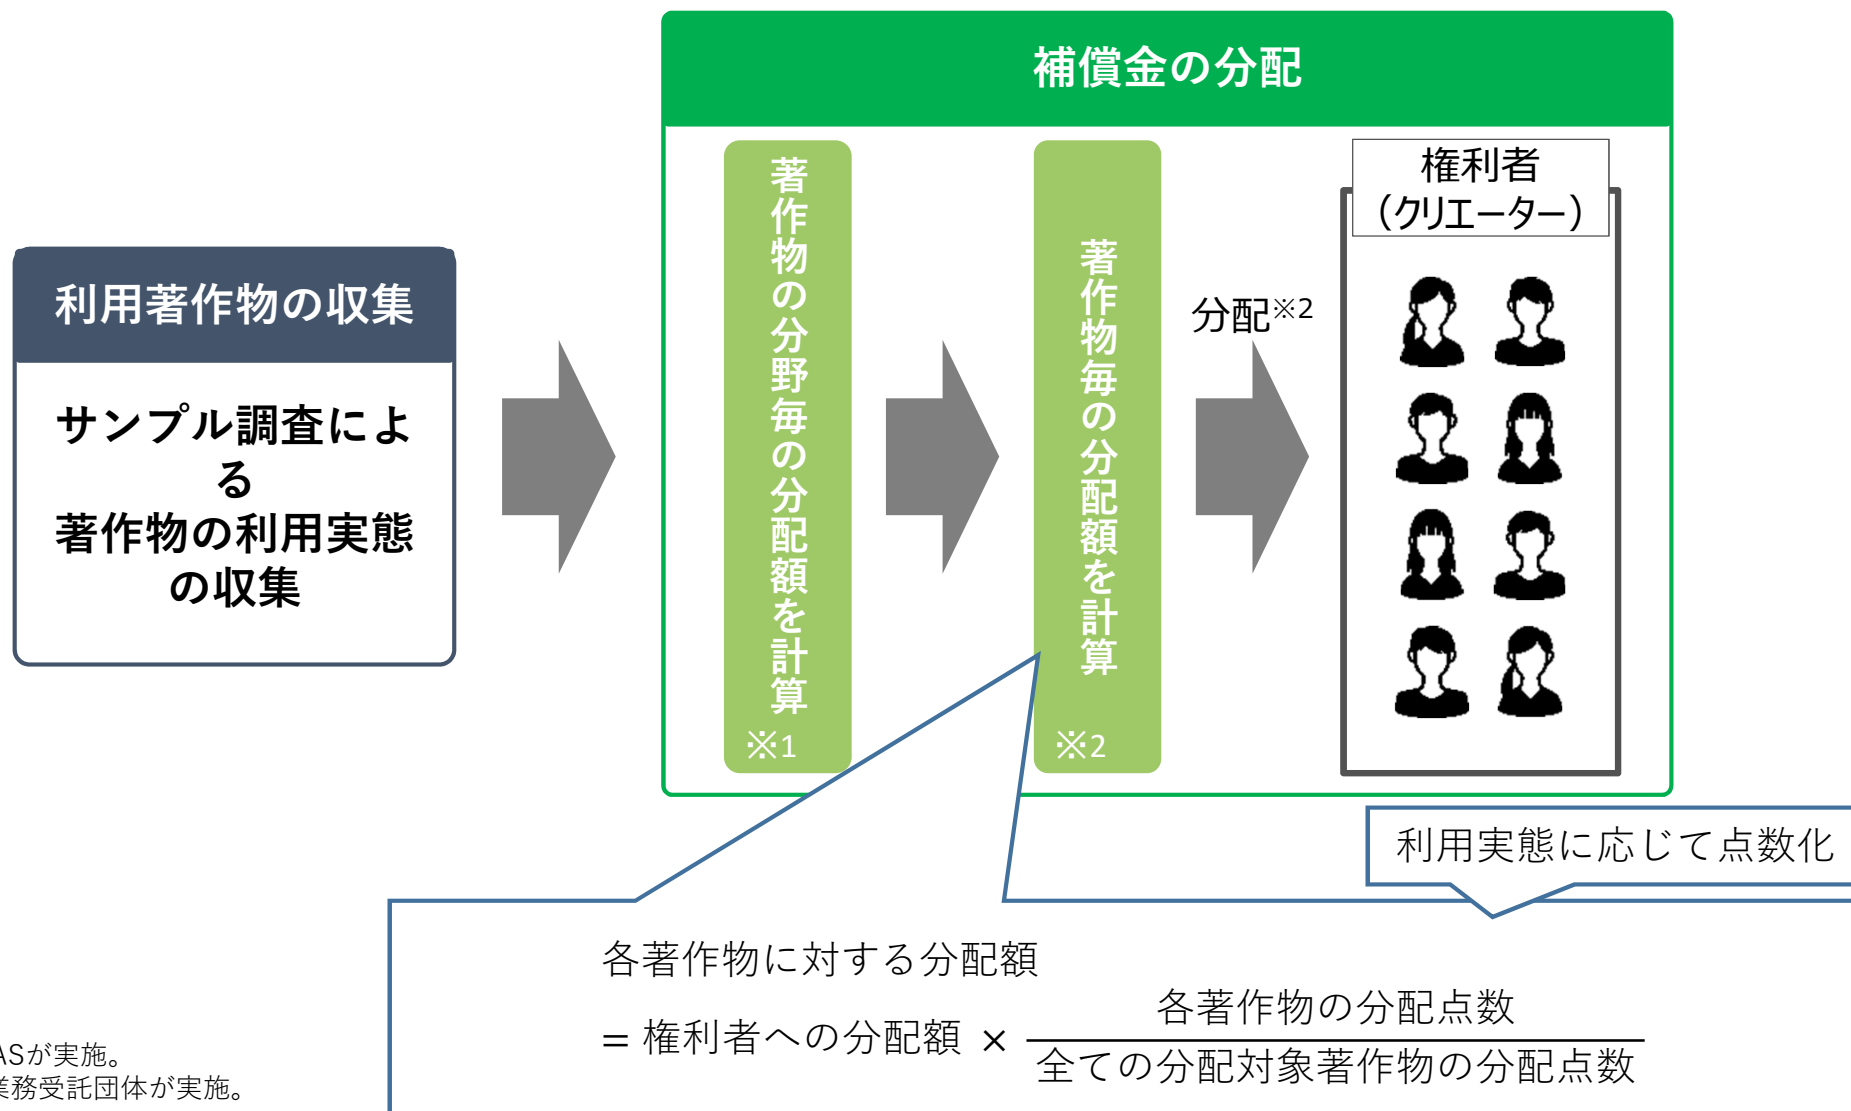 補償金の分配
利用著作物の収集
サンプル調査によ
る
著作物の利用実態
の収集
著作物の分野毎の分配額を計算
※1
著作物毎の分配額を計算
※2
分配※2
権利者
（クリエーター）
利用実態に応じて点数化
各著作物に対する分配額
= 権利者への分配額 × 各著作物の分配点数
全ての分配対象著作物の分配点数
ASが実施。
業務受託団体が実施。